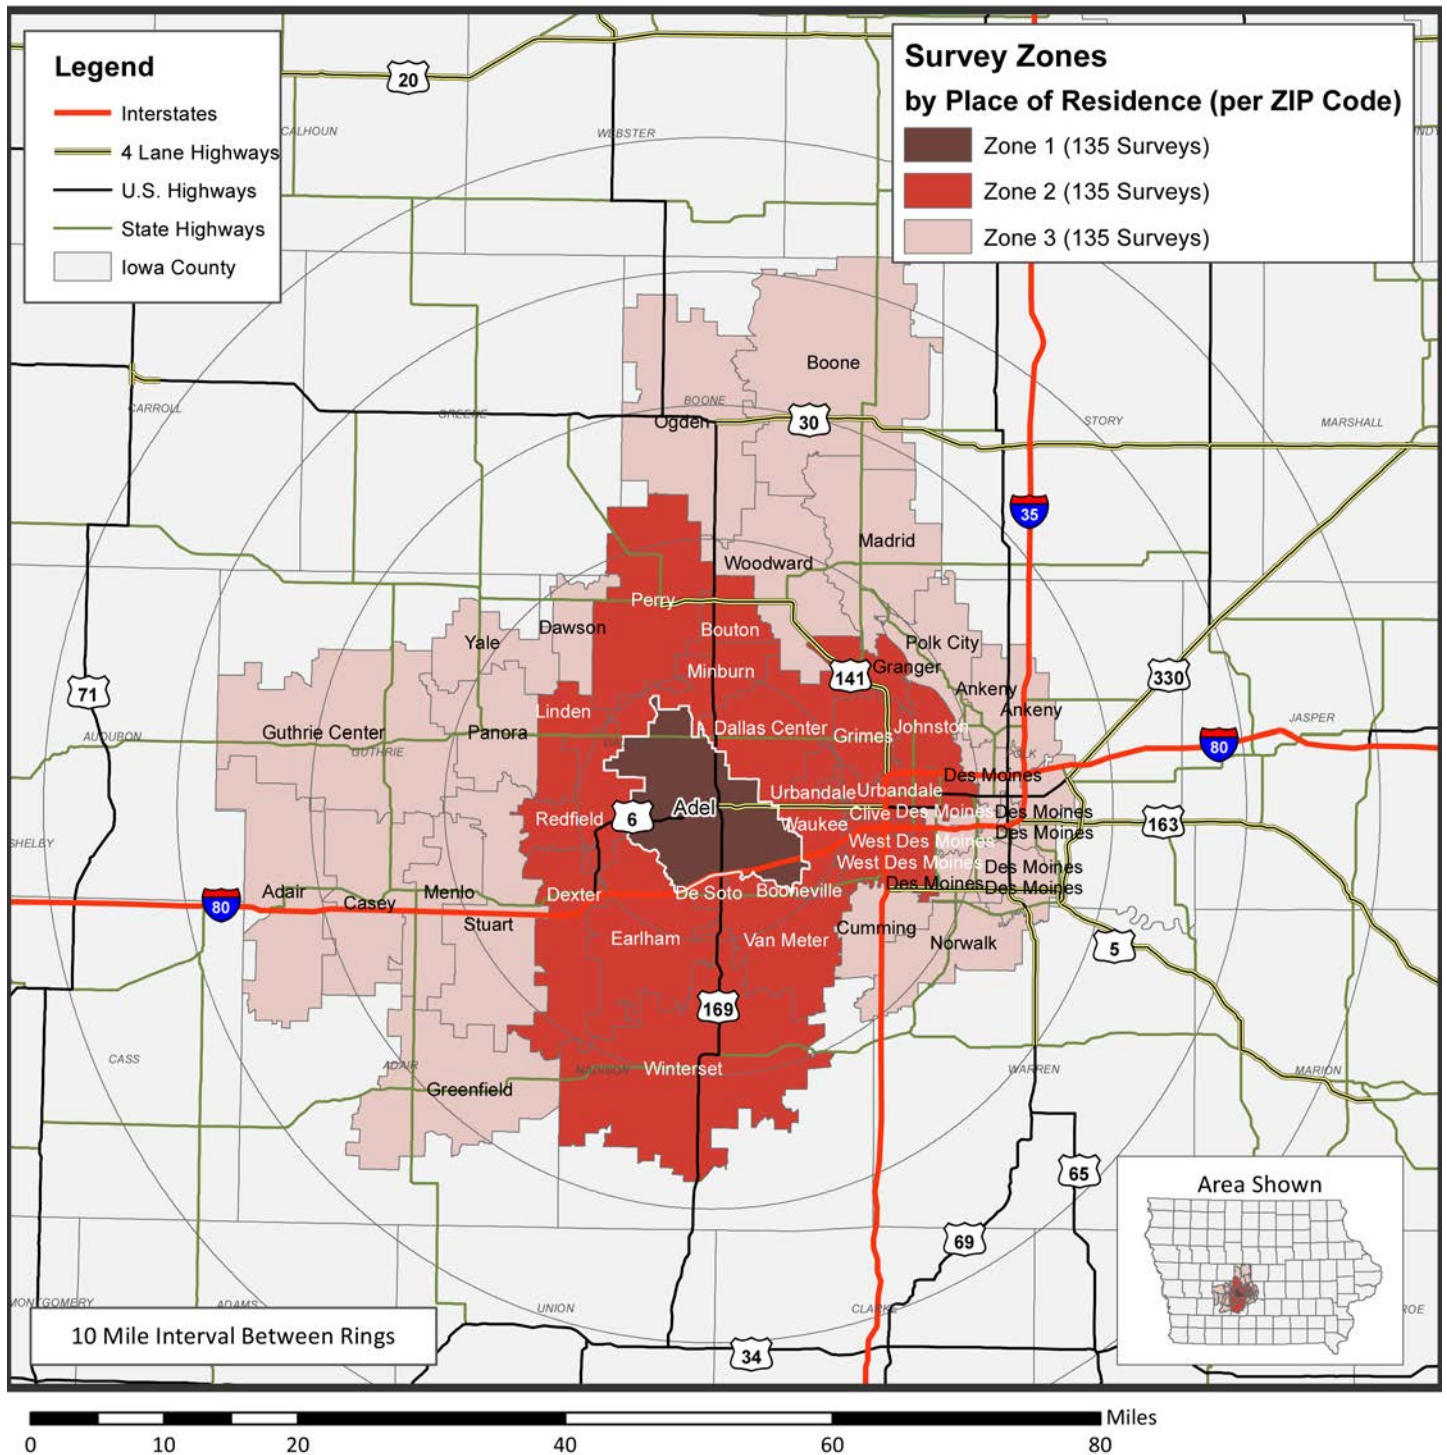 Legend
Interstates
4 Lane Highways
U.S. Highways
State Highways
Iowa County
Survey Zones
by Place of Residence (per ZIP Code)
Zone 1 (135 Surveys)
Zone 2 (135 Surveys)
Zone 3 (135 Surveys)
20
CALHOUN
WEBSTER
Boone
BOONE
CARROLL
GREENE
Ogden
30
STORY
MARSHALL
35
Madrid
Woodward
Perry
Dawson
Bouton
Yale
Polk City
Minburn
Granger
141
330
71
Ankeny
Ankeny
Linden
Guthrie Center
Panora
Dallas Center
Grimes
Johnston
JASPER
AUDUBON
GUTHRIE
80
Des Moines
Urbandale
Urbandale
Adel
6
Redfield
Waukee
Clive
Des Moines
Des Moines
Des Moines
163
SHELBY
West Des Moines
West Des Moines
Des Moines
Des Moines
Des Moines
Adair
Casey
Menlo
Dexter
De Soto
Booneville
80
Stuart
Earlham
Van Meter
Cumming
Norwalk
5
169
CASS
ADAIR
MADISON
Winterset
WARREN
MARION
Greenfield
65
69
Area Shown
MONTGOMERY
ADAMS
UNION
CLARKE
34
10 Mile Interval Between Rings
Miles
0
10
20
40
60
80